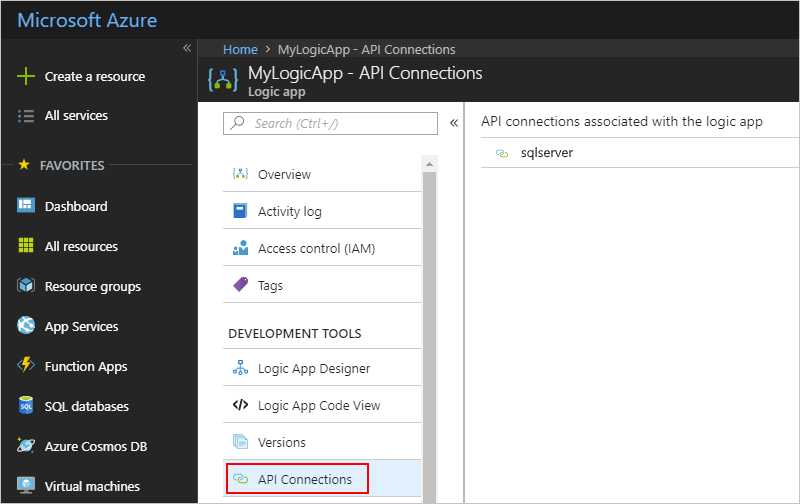 Microsoft Azure
«
Create a resource
All services
FAVORITES
Dashboard
All resources
Resource groups
App Services
Function Apps
SQL databases
Azure Cosmos DB
Virtual machines
Home > MyLogicApp - API Connections
MyLogicApp - API Connections
Logic app
Search (Ctrl+/)
«
Overview
Activity log
Access control (IAM)
Tags
DEVELOPMENT TOOLS
Logic App Designer
Logic App Code View
Versions
API Connections
API connections associated with the logic app
sqlserver